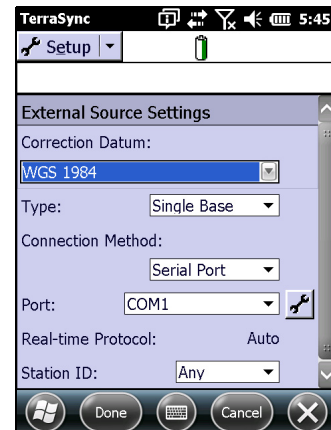 TerraSync 5:45
Setup
External Source Settings
Correction Datum:
WGS 1984
Type: Single Base
Connection Method:
Serial Port
Port: COM1
Real-time Protocol: Auto
Station ID: Any
Done Cancel